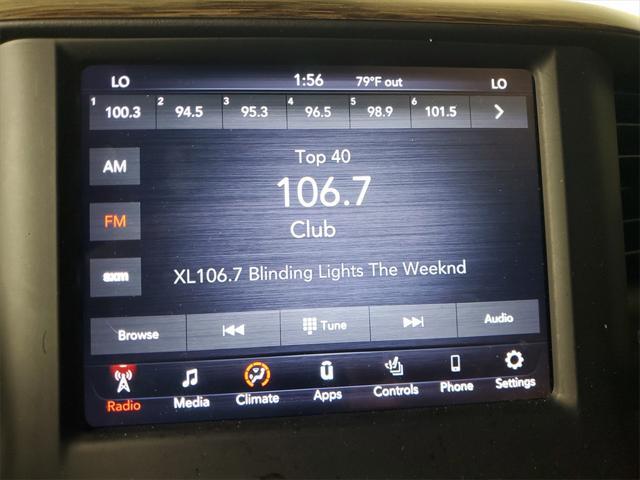 LO 1:56 79°F out LO
1 100.3 2 94.5 3 95.3 4 96.5 5 98.9 6 101.5
AM
FM
sxm
Top 40
106.7
Club
XL106.7 Blinding Lights The Weeknd
Browse Tune Audio
Radio Media Climate Apps Controls Phone Settings